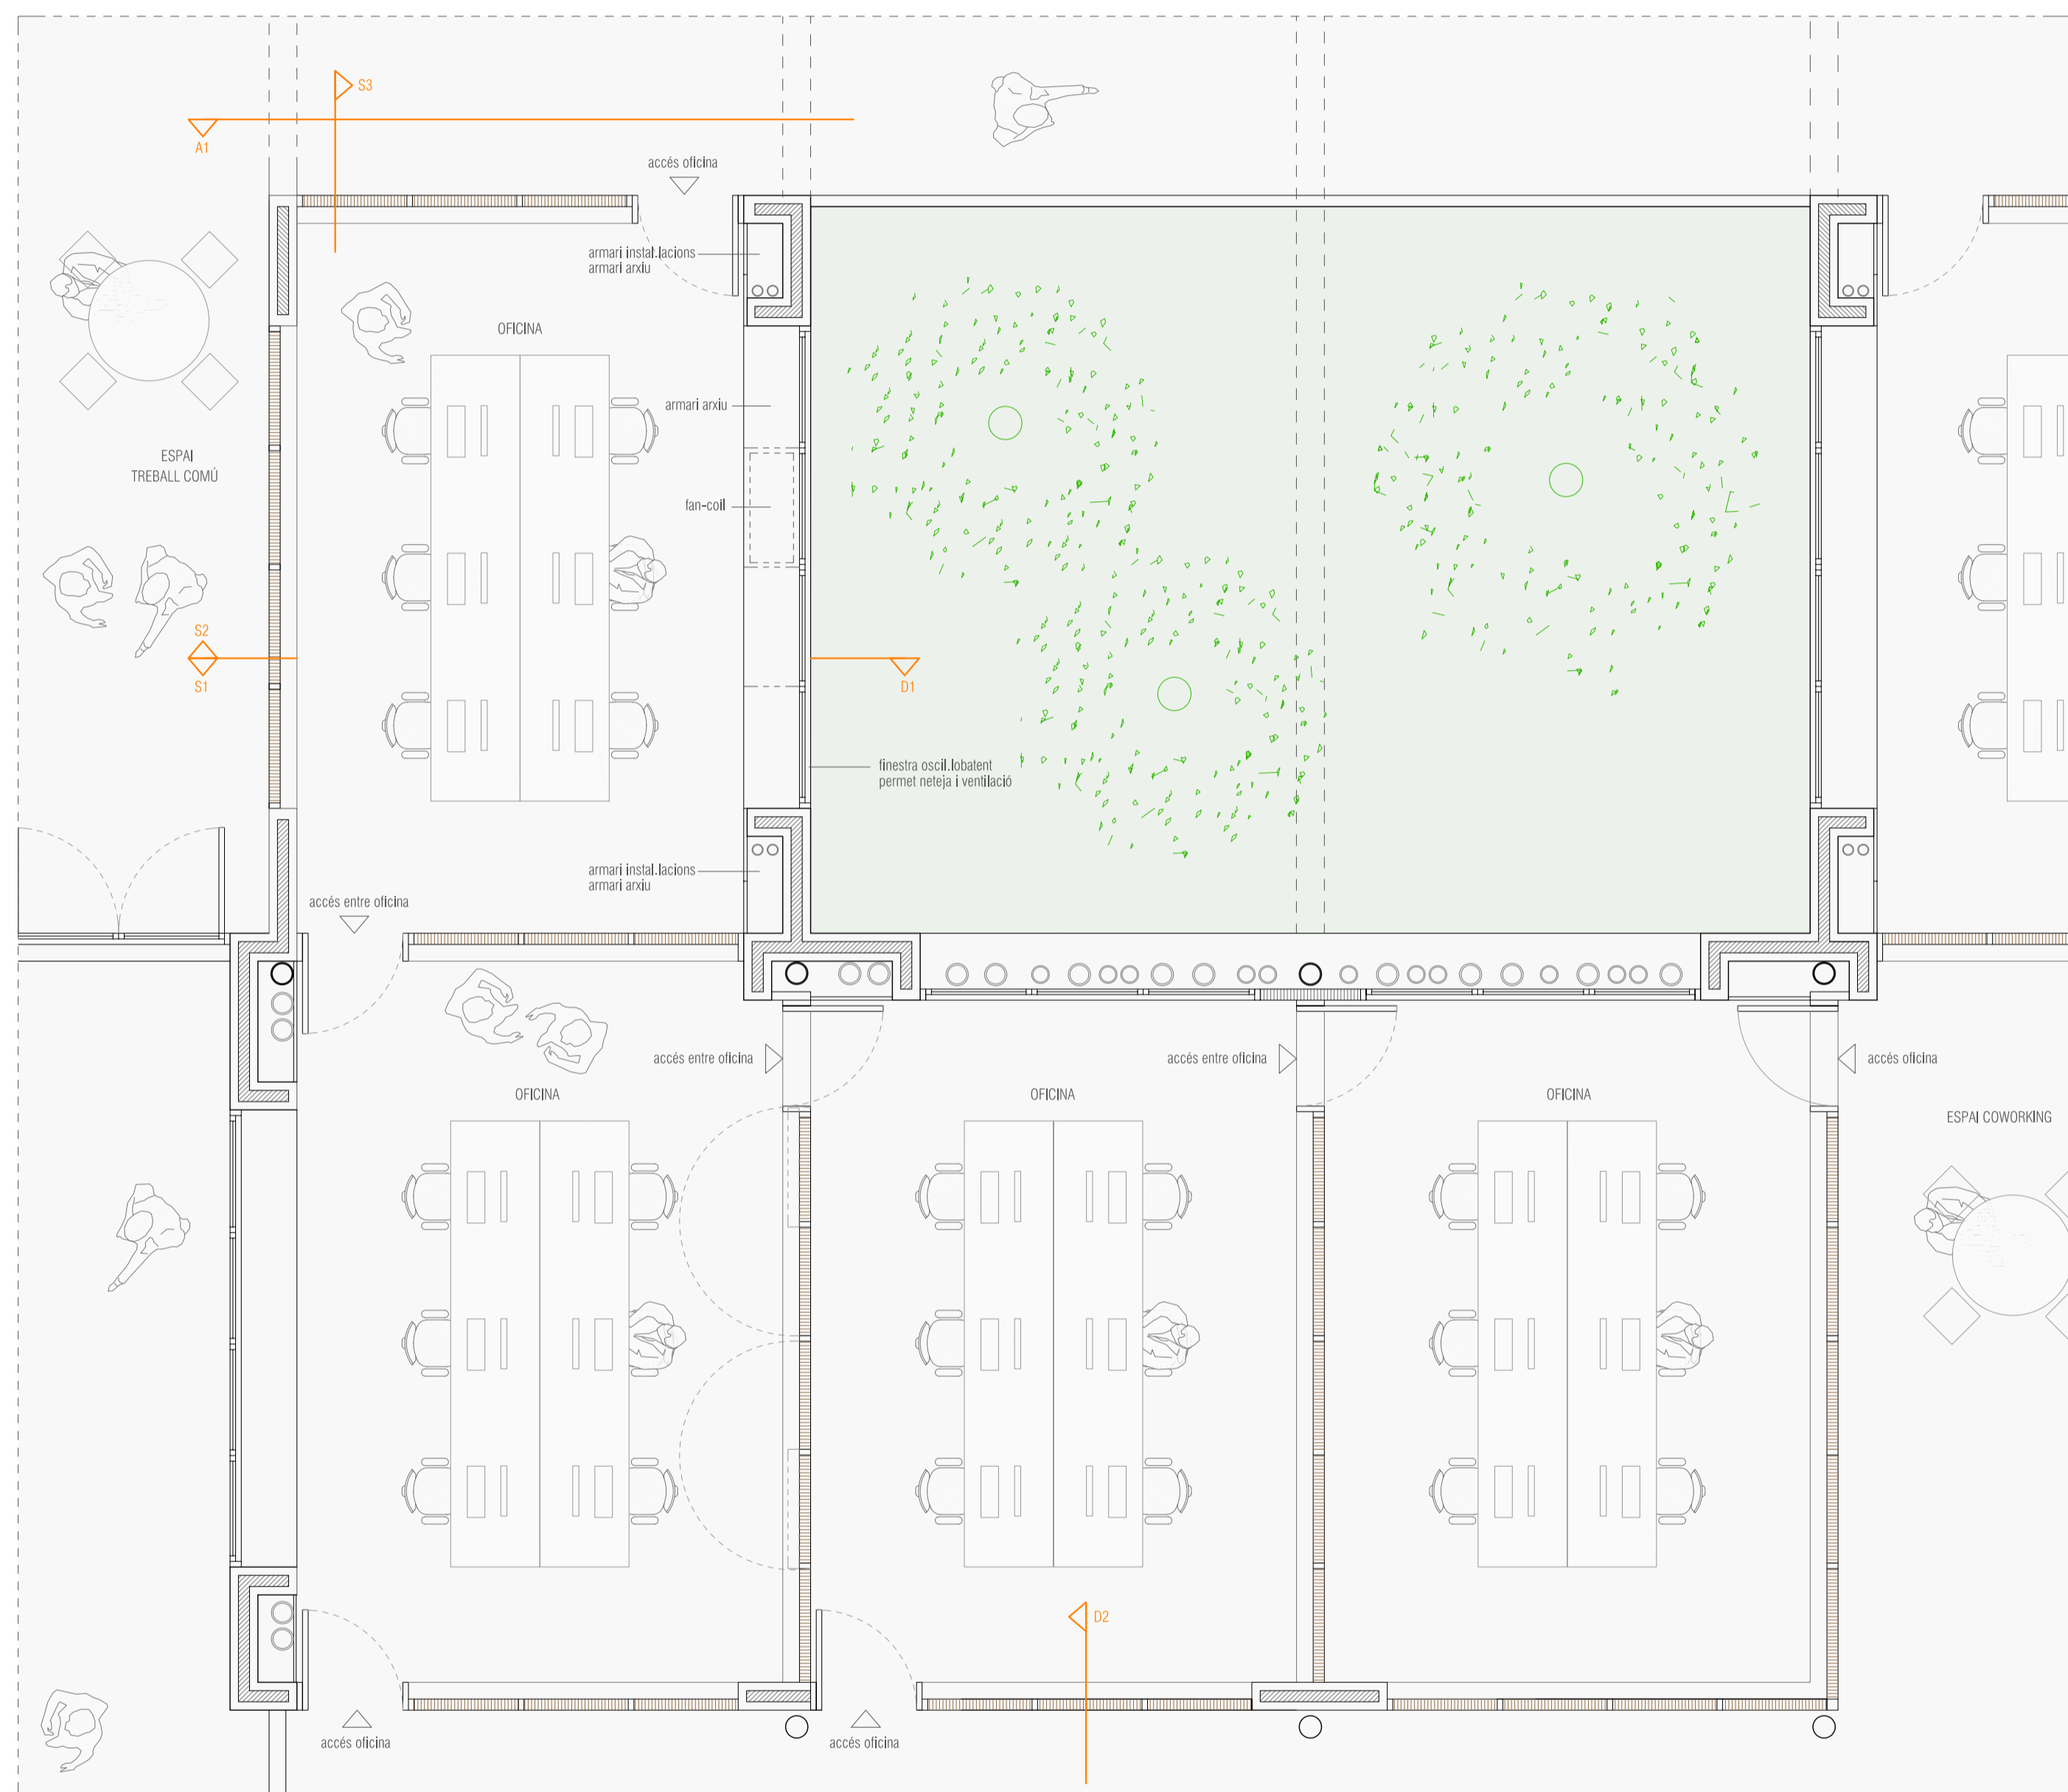 S3
A1
accés oficina
armari instal.lacions
armari arxiu
OFICINA
armari arxiu
ESPAI
TREBALL COMÚ
fan-coil
S2
S1
D1
finestra oscil.lobatent
permet neteja i ventilació
armari instal.lacions
armari arxiu
accés entre oficina
accés entre oficina
accés entre oficina
accés oficina
OFICINA
OFICINA
OFICINA
ESPAI COWORKING
D2
accés oficina
accés oficina